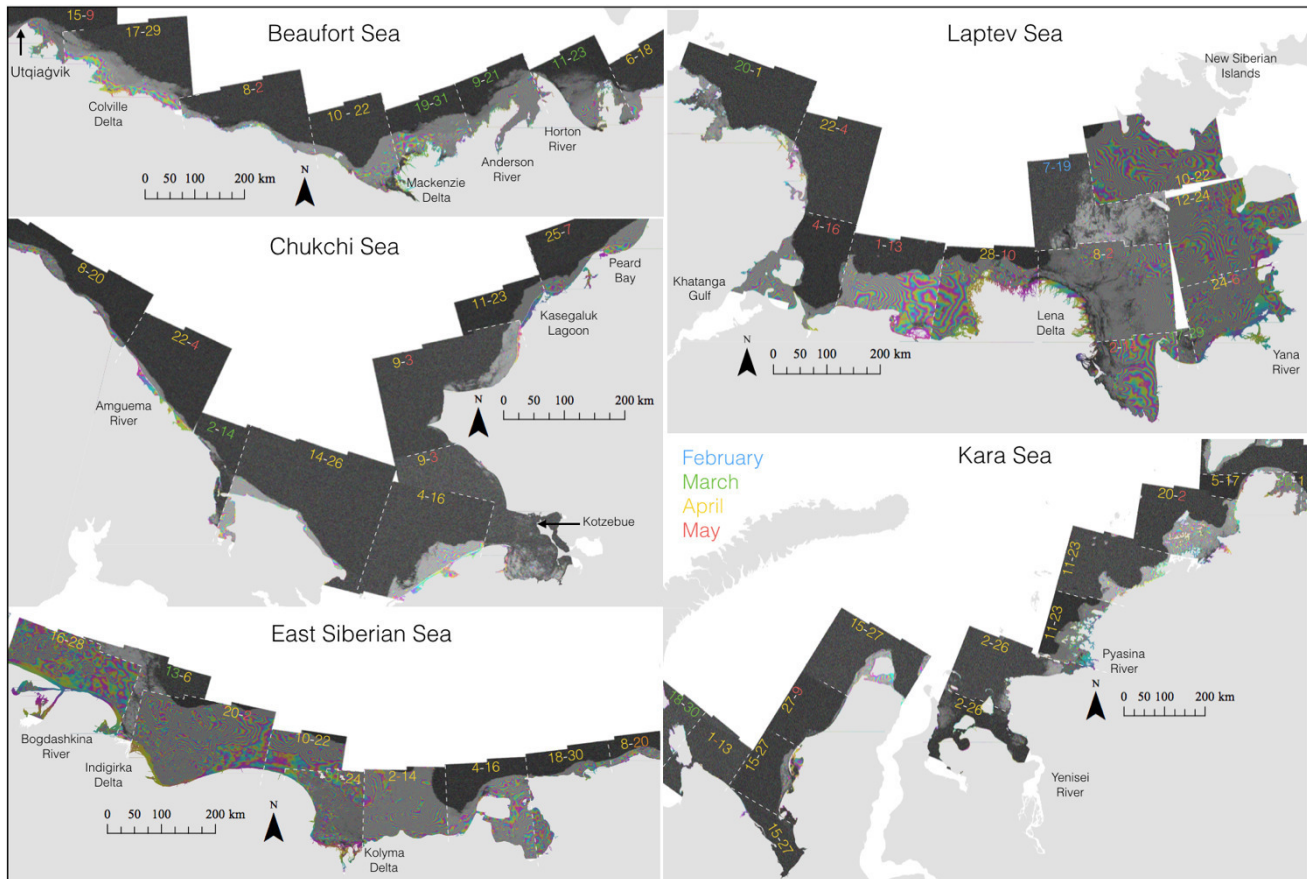 Beaufort Sea
15-9
17-29
8-2
10 - 22
19-31
9-21
11-23
6-18
Utqiaġvik
Colville
Delta
Mackenzie
Delta
Anderson
River
Horton
River
N
0 50 100 200 km
Chukchi Sea
8-20
22-4
2-14
14-26
9-3
9-3
4-16
11-23
25-7
Peard
Bay
Kasegaluk
Lagoon
Amguema
River
Kotzebue
N
0 50 100 200 km
East Siberian Sea
16-28
13-6
20-
10-22
-24
2-14
4-16
18-30
8-20
Bogdashkina
River
Indigirka
Delta
Kolyma
Delta
N
0 50 100 200 km
Laptev Sea
20-1
22-4
4-16
1-13
28-10
7-19
10-22
12-24
8-
24-
New Siberian
Islands
Khatanga
Gulf
Lena
Delta
Yana
River
N
0 50 100 200 km
Kara Sea
February
March
April
May
18-30
1-13
15-27
27-9
15-27
15-27
2-26
2-26
11-23
11-23
20-2
5-17
Pyasina
River
Yenisei
River
N
0 50 100 200 km